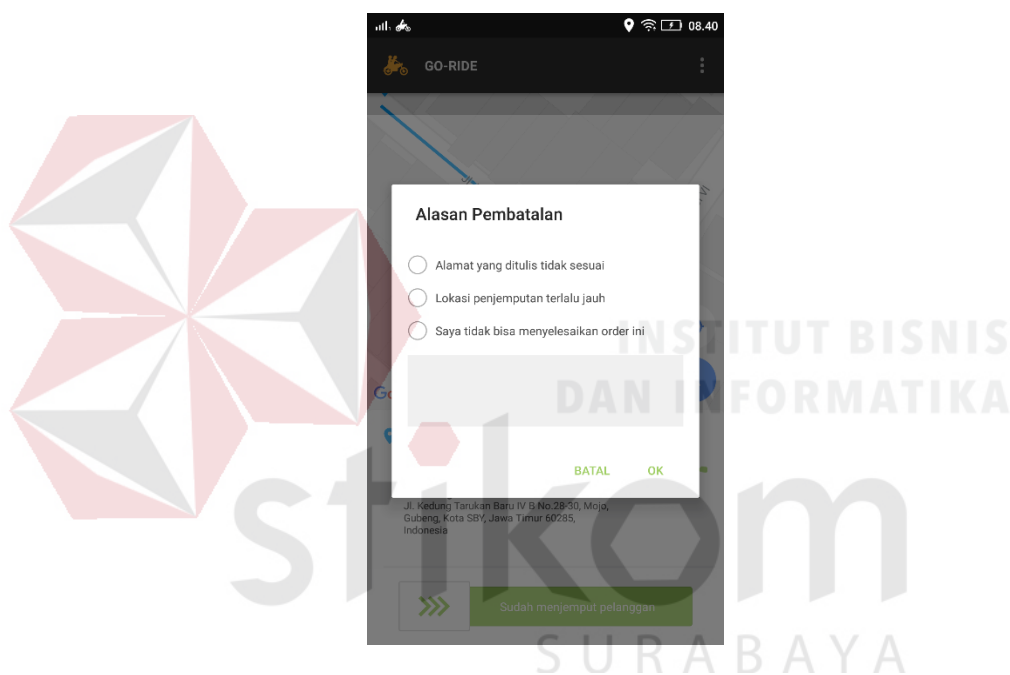 08.40
GO-RIDE
Alasan Pembatalan
Alamat yang ditulis tidak sesuai
Lokasi penjemputan terlalu jauh
Saya tidak bisa menyelesaikan order ini
BATAL OK
Jl. Kedung Tarukan Baru IV B No.28-30, Mojo,
Gubeng, Kota SBY, Jawa Timur 60285,
Indonesia
Sudah menjemput pelanggan
INSTITUT BISNIS
DAN INFORMATIKA
stikom
SURABAYA